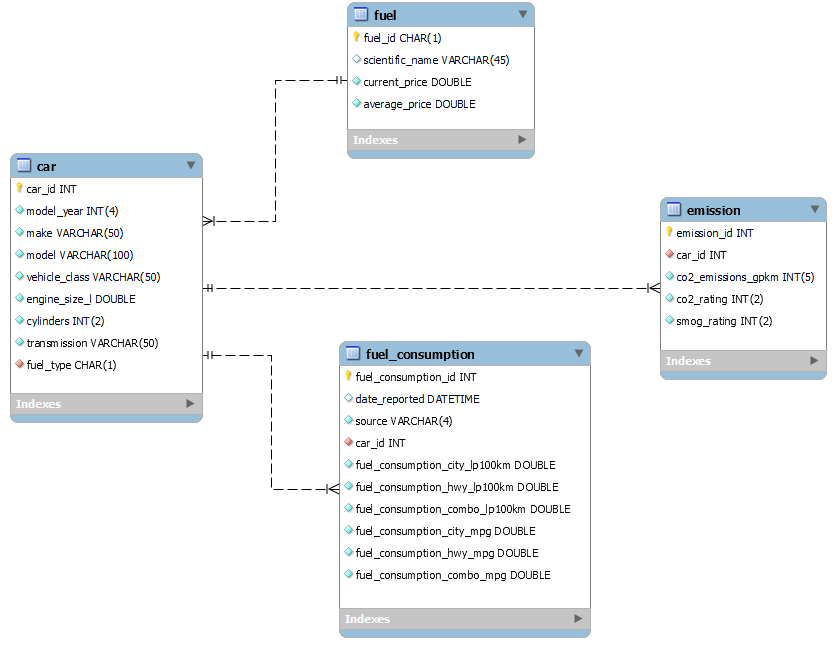 fuel
fuel_id CHAR(1)
scientific_name VARCHAR(45)
current_price DOUBLE
average_price DOUBLE
Indexes
car
car_id INT
model_year INT(4)
make VARCHAR(50)
model VARCHAR(100)
vehicle_class VARCHAR(50)
engine_size_l DOUBLE
cylinders INT(2)
transmission VARCHAR(50)
fuel_type CHAR(1)
Indexes
emission
emission_id INT
car_id INT
co2_emissions_gpkm INT(5)
co2_rating INT(2)
smog_rating INT(2)
Indexes
fuel_consumption
fuel_consumption_id INT
date_reported DATETIME
source VARCHAR(4)
car_id INT
fuel_consumption_city_lp100km DOUBLE
fuel_consumption_hwy_lp100km DOUBLE
fuel_consumption_combo_lp100km DOUBLE
fuel_consumption_city_mpg DOUBLE
fuel_consumption_hwy_mpg DOUBLE
fuel_consumption_combo_mpg DOUBLE
Indexes